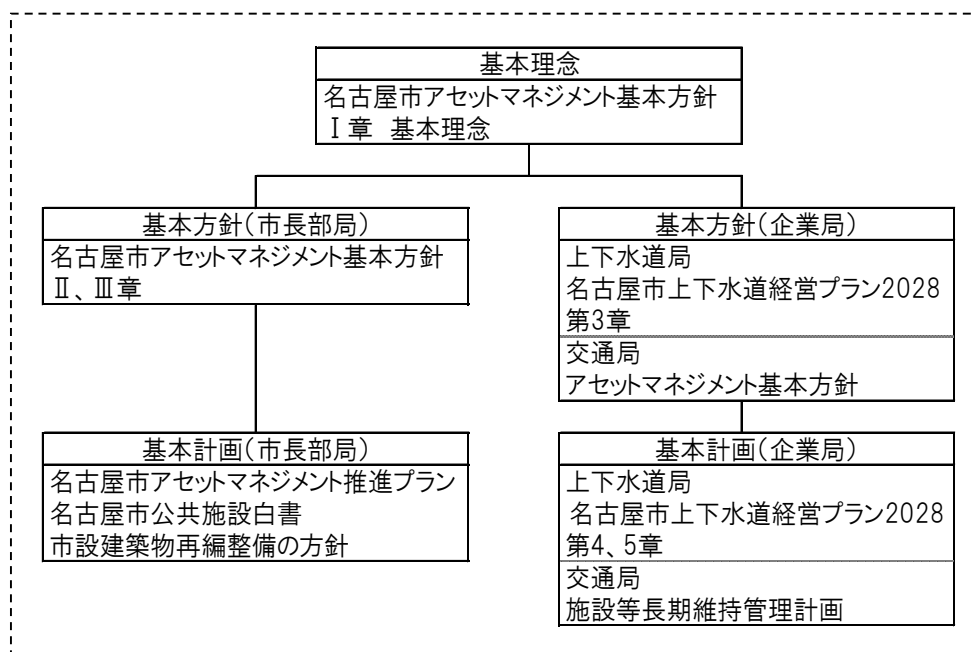 基本理念
名古屋市アセットマネジメント基本方針
Ⅰ章 基本理念
基本方針(市長部局)
名古屋市アセットマネジメント基本方針
Ⅱ、Ⅲ章
基本方針(企業局)
上下水道局
名古屋市上下水道経営プラン2028
第3章
交通局
アセットマネジメント基本方針
基本計画(市長部局)
名古屋市アセットマネジメント推進プラン
名古屋市公共施設白書
市設建築物再編整備の方針
基本計画(企業局)
上下水道局
名古屋市上下水道経営プラン2028
第4、5章
交通局
施設等長期維持管理計画